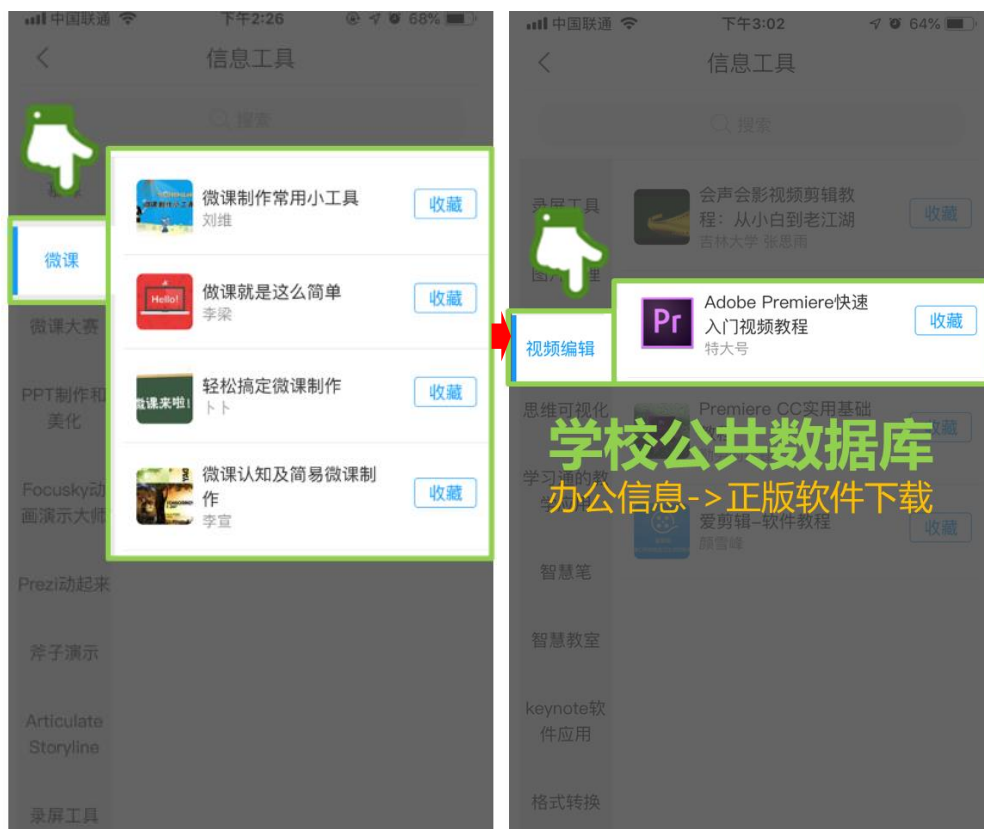 中国联通
下午2:26
68%
信息工具
搜索
微课
微课大赛
PPT制作和
美化
Focusky动
画演示大师
Prezi动起来
斧子演示
Articulate
Storyline
录屏工具
微课制作常用小工具
刘维
收藏
Hello!
做课就是这么简单
李梁
收藏
微课来啦!
轻松搞定微课制作
卜卜
收藏
微课认知及简易微课制
作
李宣
收藏
中国联通
下午3:02
64%
信息工具
搜索
录屏工具
视频编辑
思维可视化
学习通的教
智慧笔
智慧教室
keynote软
件应用
格式转换
会声会影视频剪辑教
程：从小白到老江湖
吉林大学 张思雨
收藏
Pr
Adobe Premiere快速
入门视频教程
特大号
收藏
Premiere CC实用基础
收藏
学校公共数据库
办公信息->正版软件下载
爱剪辑–软件教程
颜雪峰
收藏